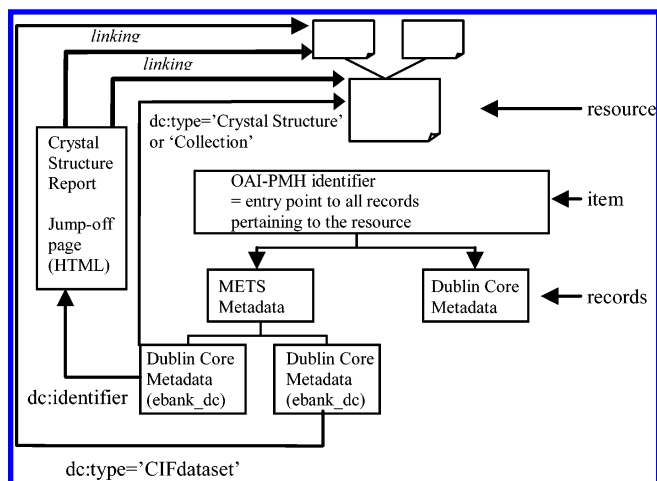 linking
linking
dc:type='Crystal Structure'
or 'Collection'
resource
Crystal
Structure
Report
Jump-off
page
(HTML)
OAI-PMH identifier
= entry point to all records
pertaining to the resource
item
METS
Metadata
Dublin Core
Metadata
records
Dublin Core
Metadata
(ebank_dc)
Dublin Core
Metadata
(ebank_dc)
dc:identifier
dc:type='CIFdataset'